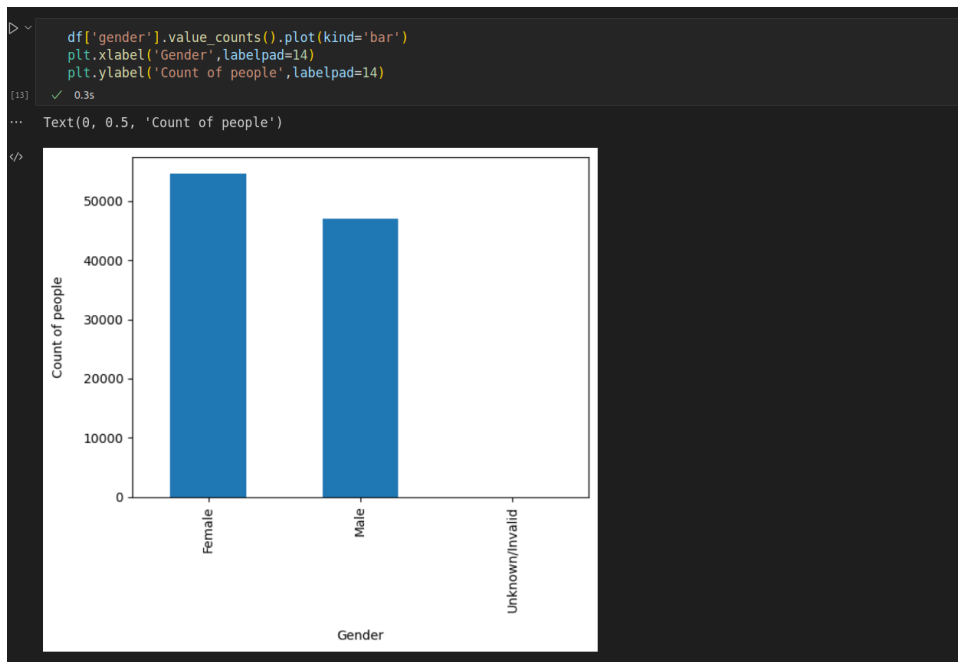 df['gender'].value_counts().plot(kind='bar')
plt.xlabel('Gender',labelpad=14)
plt.ylabel('Count of people',labelpad=14)
[13]
0.3s
... Text(0, 0.5, 'Count of people')
</>
50000
40000
30000
20000
10000
0
Count of people
Female
Male
Unknown/Invalid
Gender